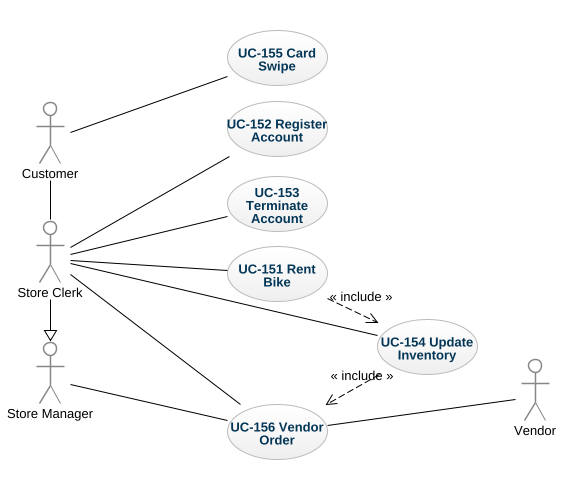 UC-155 Card
Swipe
UC-152 Register
Account
Customer
UC-153
Terminate
Account
UC-151 Rent
Bike
Store Clerk
« include »
UC-154 Update
Inventory
« include »
Store Manager
UC-156 Vendor
Order
Vendor